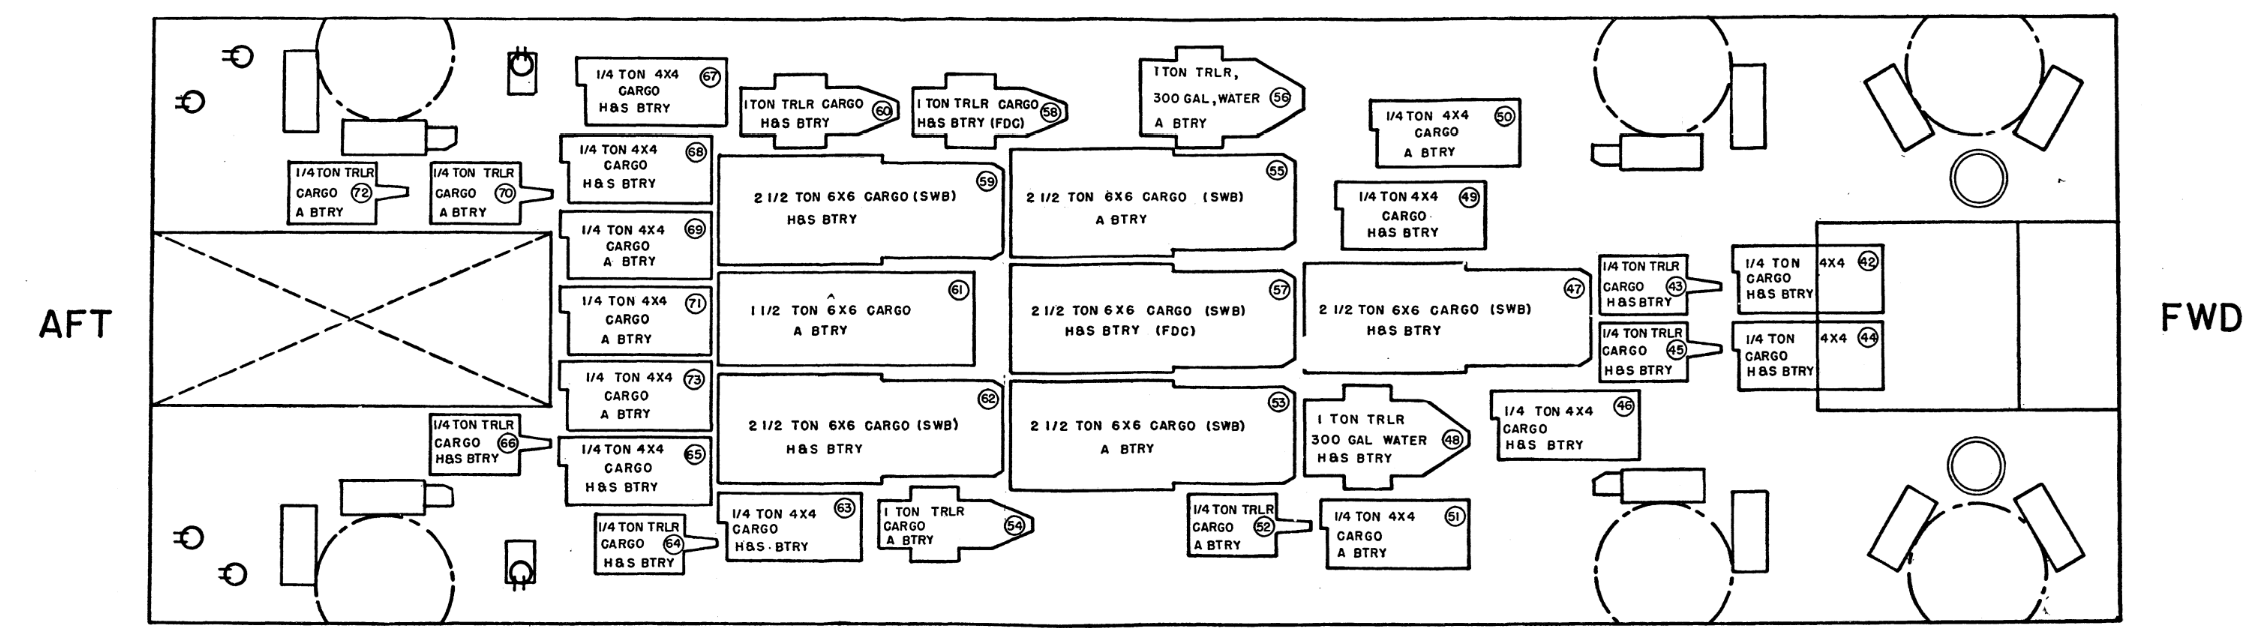 AFT
FWD
1/4 TON 4X4 67
CARGO
H&S BTRY
1 TON TRLR CARGO 60
H&S BTRY
1 TON TRLR CARGO 58
H&S BTRY (FDC)
1 TON TRLR,
300 GAL, WATER 56
A BTRY
1/4 TON 4X4 50
CARGO
A BTRY
1/4 TON TRLR
CARGO 72
A BTRY
1/4 TON TRLR
CARGO 70
A BTRY
1/4 TON 4X4 68
CARGO
H&S BTRY
2 1/2 TON 6X6 CARGO (SWB) 59
H&S BTRY
2 1/2 TON 6X6 CARGO (SWB) 55
A BTRY
1/4 TON 4X4 49
CARGO
H&S BTRY
1/4 TON 4X4 69
CARGO
A BTRY
1/4 TON 4X4 71
CARGO
A BTRY
1 1/2 TON 6X6 CARGO 61
A BTRY
2 1/2 TON 6X6 CARGO (SWB) 57
H&S BTRY (FDC)
2 1/2 TON 6X6 CARGO (SWB) 47
H&S BTRY
1/4 TON TRLR
CARGO 43
H&S BTRY
1/4 TON 4X4 42
CARGO
H&S BTRY
1/4 TON TRLR
CARGO 45
H&S BTRY
1/4 TON 4X4 44
CARGO
H&S BTRY
1/4 TON 4X4 73
CARGO
A BTRY
2 1/2 TON 6X6 CARGO (SWB) 62
H&S BTRY
2 1/2 TON 6X6 CARGO (SWB) 53
A BTRY
1 TON TRLR
300 GAL WATER 48
H&S BTRY
1/4 TON 4X4 46
CARGO
H&S BTRY
1/4 TON TRLR
CARGO 66
H&S BTRY
1/4 TON 4X4 65
CARGO
H&S BTRY
1/4 TON TRLR
CARGO 64
H&S BTRY
1/4 TON 4X4 63
CARGO
H&S BTRY
1 TON TRLR
CARGO 54
A BTRY
1/4 TON TRLR
CARGO 52
A BTRY
1/4 TON 4X4 51
CARGO
A BTRY